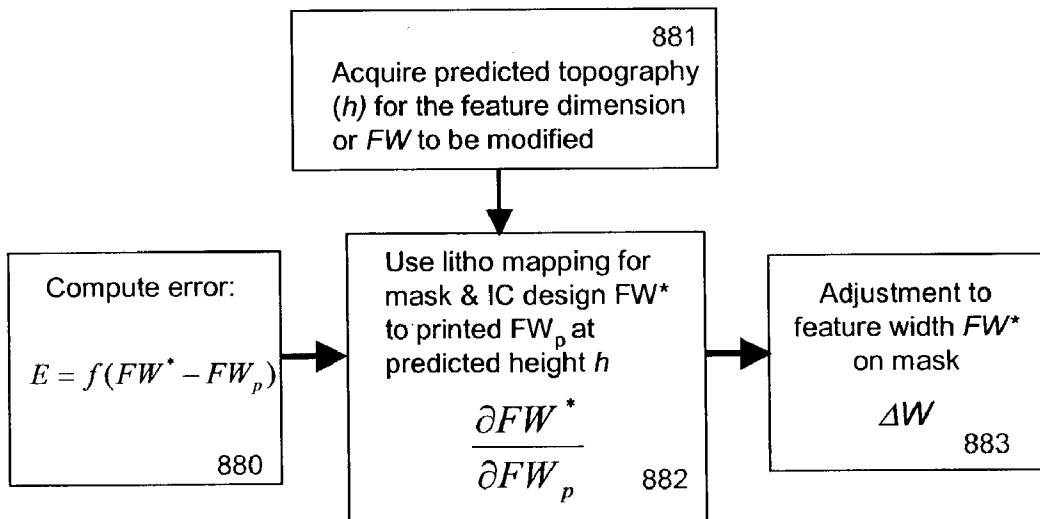 881
Acquire predicted topography
(h) for the feature dimension
or FW to be modified
Compute error:
E = f(FW* − FWp)
880
Use litho mapping for
mask & IC design FW*
to printed FWp at
predicted height h
∂FW*
∂FWp
882
Adjustment to
feature width FW*
on mask
ΔW
883